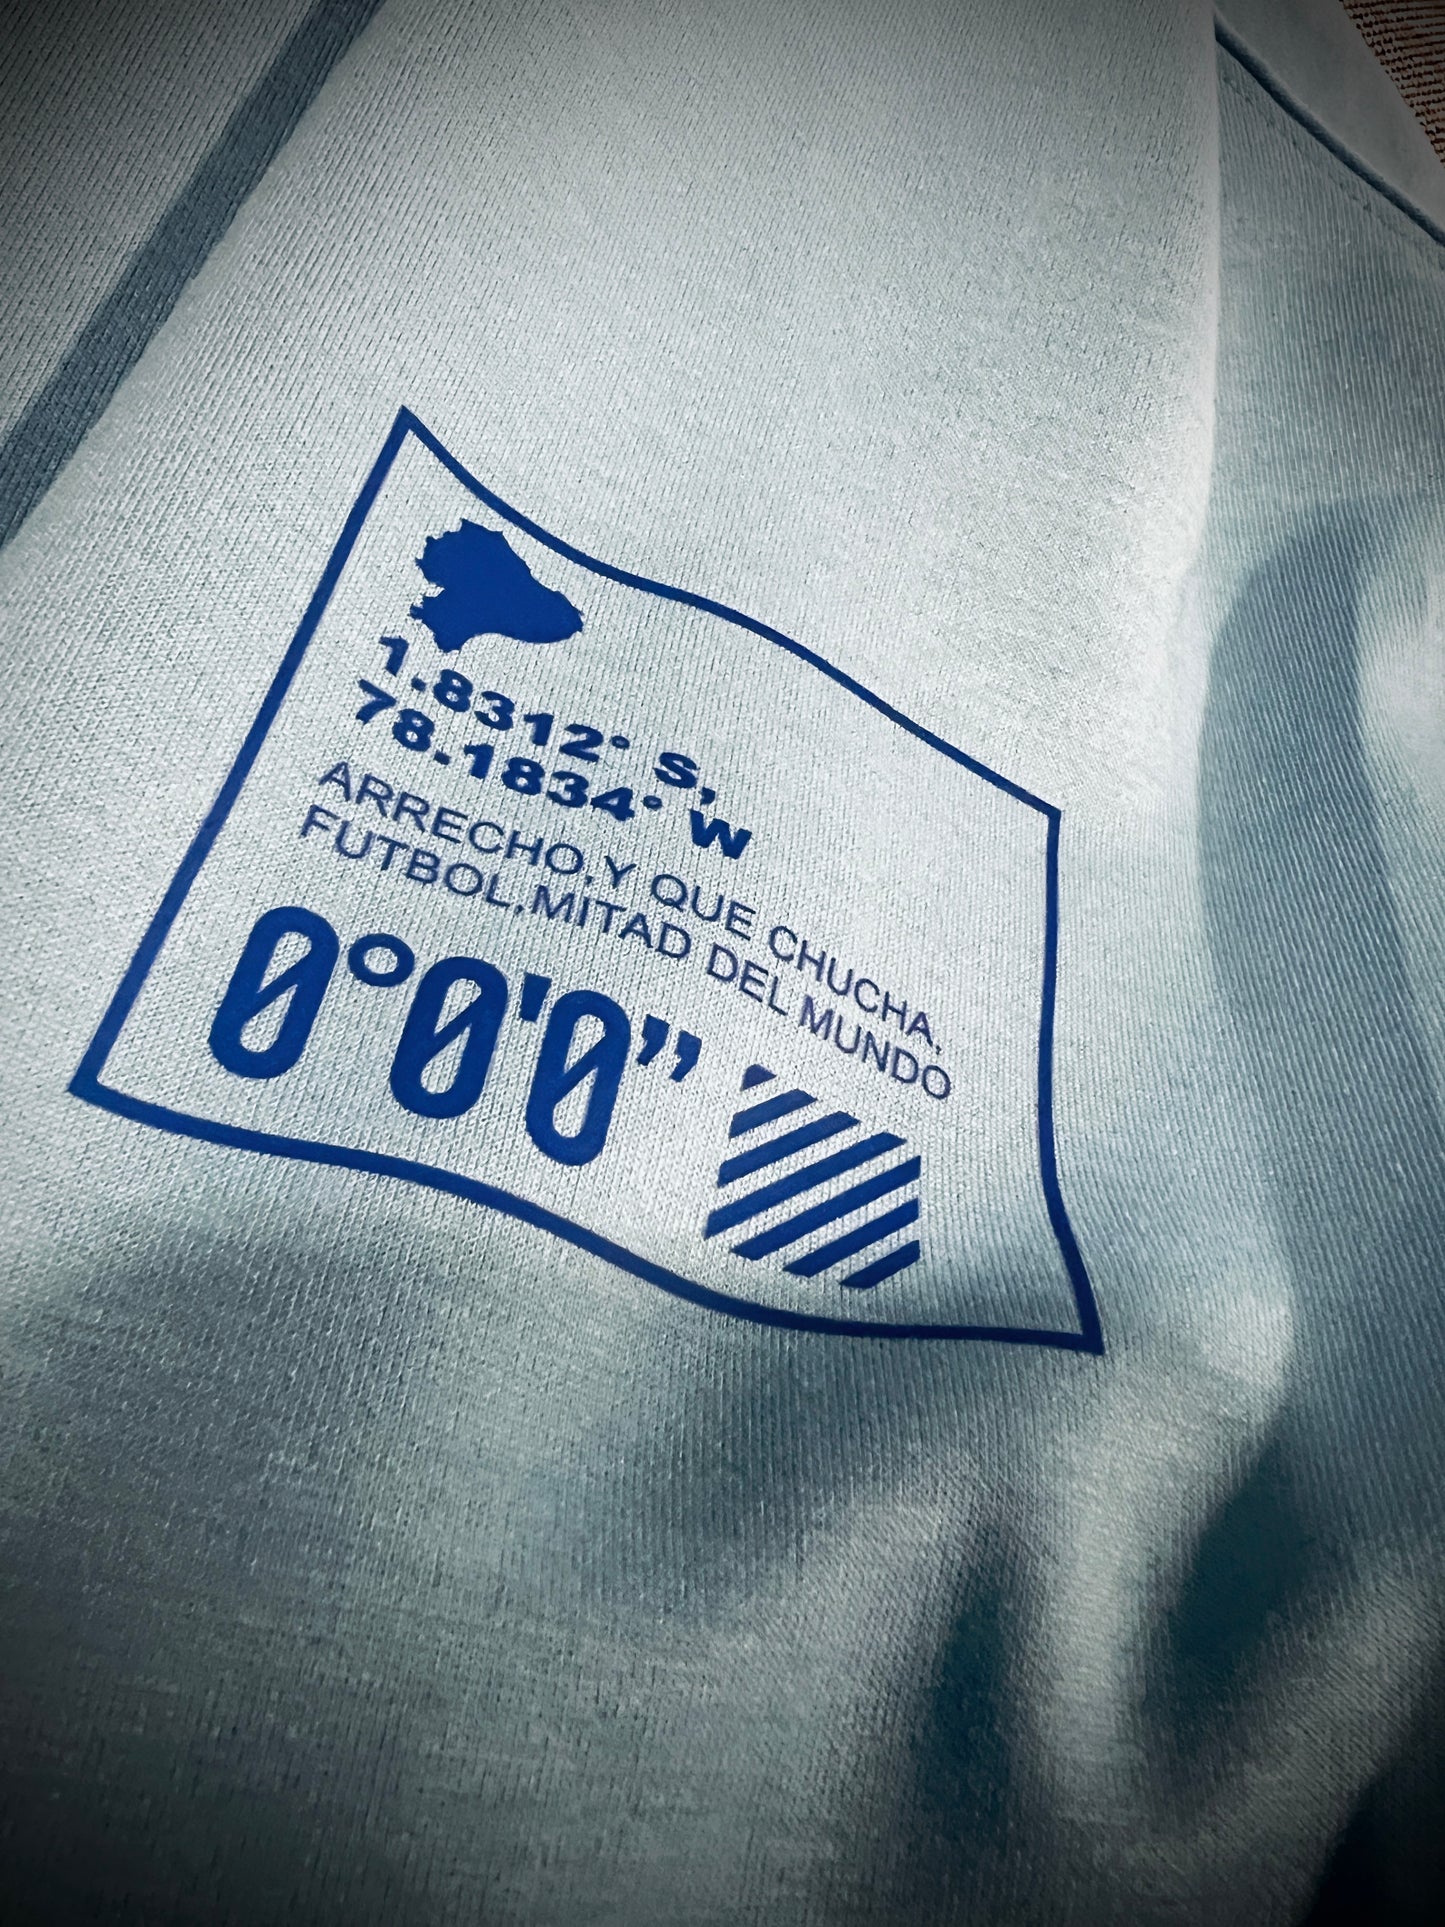 1.8312° S,
78.1834° W
ARRECHO,Y QUE CHUCHA,
FUTBOL,MITAD DEL MUNDO
0°0'0”